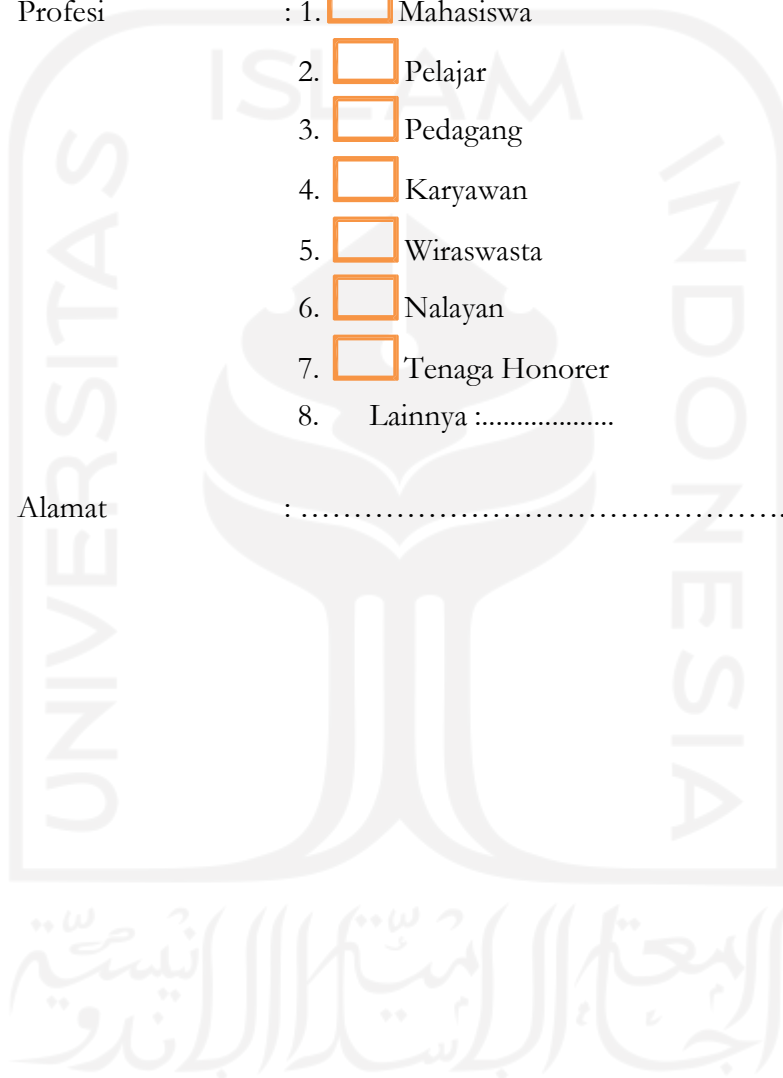 Profesi : 1. Mahasiswa
2. Pelajar
3. Pedagang
4. Karyawan
5. Wiraswasta
6. Nalayan
7. Tenaga Honorer
8. Lainnya :...................
Alamat : ……………………………………….
ISLAM
UNIVERSITAS
INDONESIA